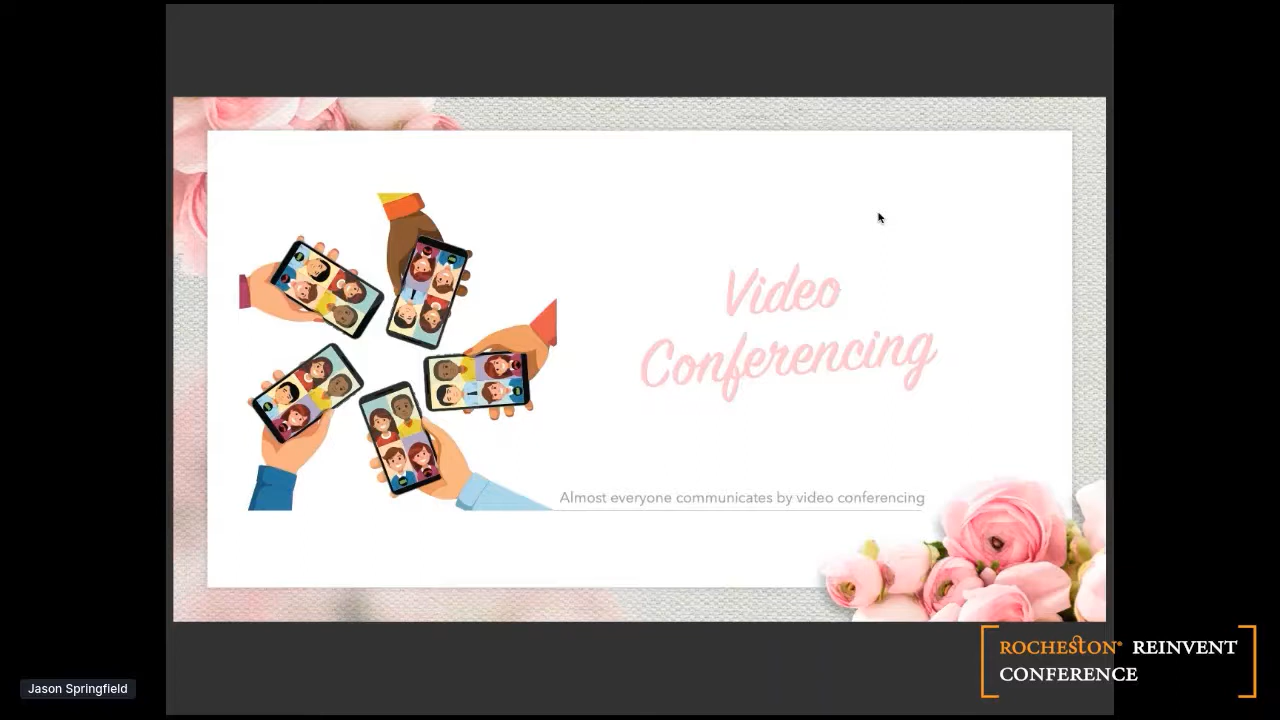 Video
Conferencing
Almost everyone communicates by video conferencing
ROCHESTON® REINVENT
CONFERENCE
Jason Springfield